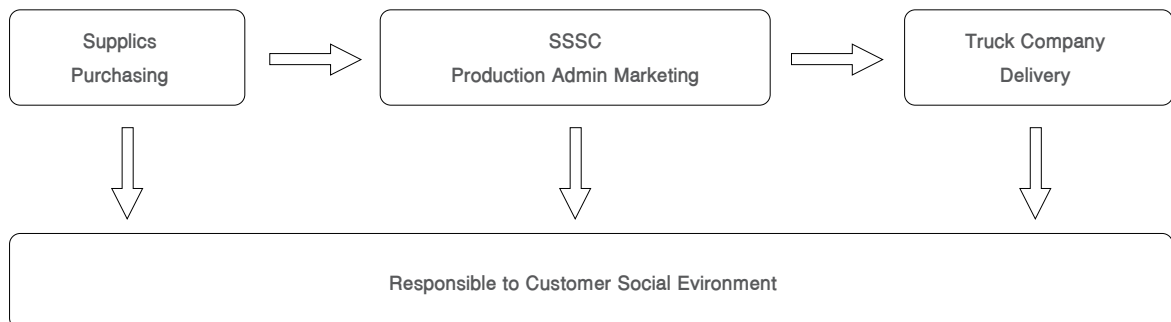 Supplics
Purchasing
SSSC
Production Admin Marketing
Truck Company
Delivery
Responsible to Customer Social Evironment